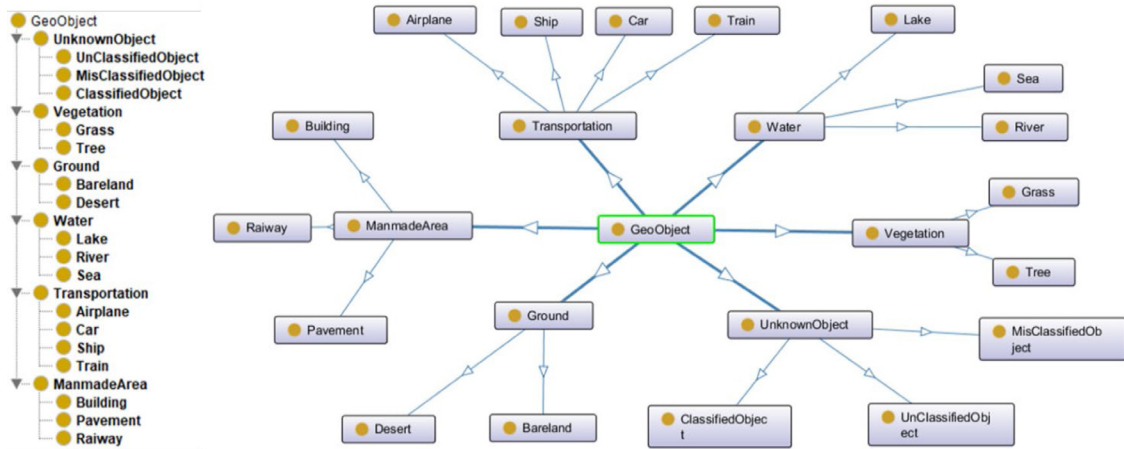 GeoObject
UnknownObject
UnClassifiedObject
MisClassifiedObject
ClassifiedObject
Vegetation
Grass
Tree
Ground
Bareland
Desert
Water
Lake
River
Sea
Transportation
Airplane
Car
Ship
Train
ManmadeArea
Building
Pavement
Raiway
Airplane
Ship
Car
Train
Lake
Sea
Building
Transportation
Water
River
Grass
Raiway
ManmadeArea
GeoObject
Vegetation
Tree
Pavement
Ground
UnknownObject
MisClassifiedOb
ject
Desert
Bareland
ClassifiedObjec
t
UnClassifiedObj
ect